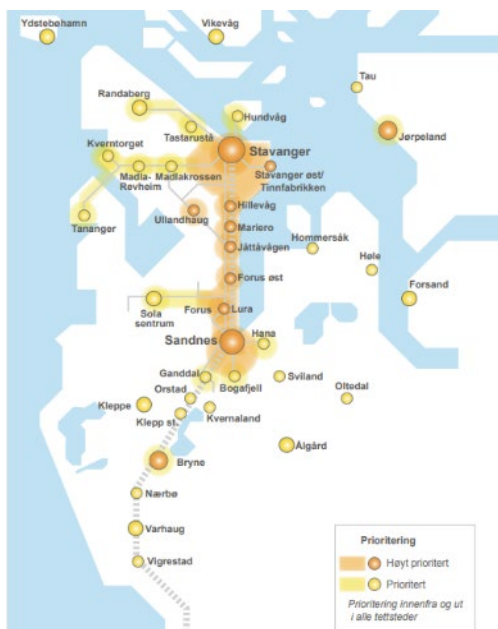 Ydstebøhamn
Vikevåg
Tau
Randaberg
Hundvåg
Jørpeland
Tastarustå
Kverntorget
Stavanger
Madla-
Revheim
Madlakrossen
Stavanger øst/
Tinnfabrikken
Ullandhaug
Hillevåg
Tananger
Mariero
Hommersåk
Jåttåvågen
Høle
Forus øst
Forsand
Sola
sentrum
Forus
Lura
Sandnes
Hana
Ganddal
Bogafjell
Sviland
Orstad
Oltedal
Kleppe
Klepp st.
Kvernaland
Ålgård
Bryne
Nærbø
Varhaug
Vigrestad
Prioritering
Høyt prioritert
Prioritert
Prioritering innenfra og ut
i alle tettsteder